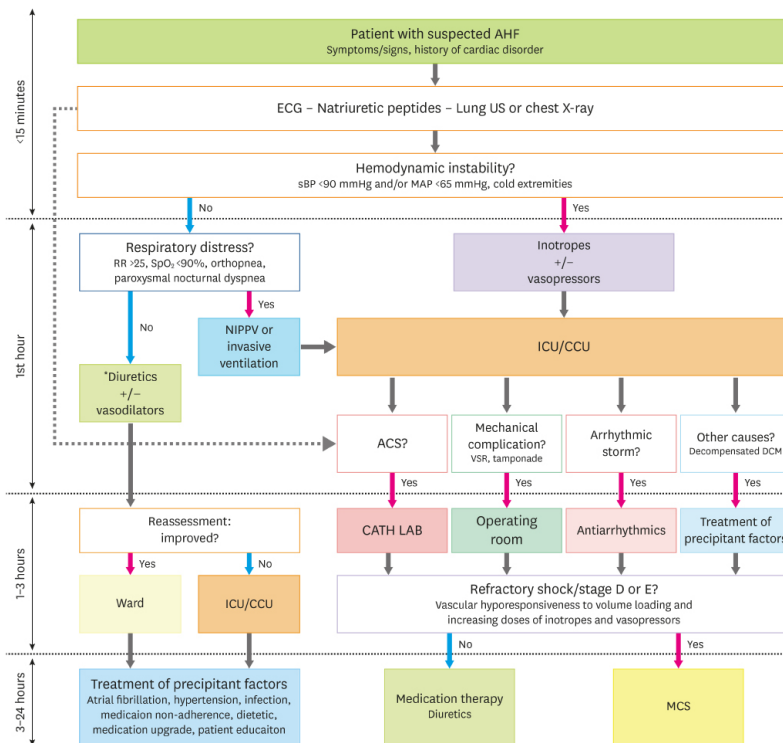 <15 minutes
Patient with suspected AHF
Symptoms/signs, history of cardiac disorder
ECG – Natriuretic peptides – Lung US or chest X-ray
Hemodynamic instability?
sBP <90 mmHg and/or MAP <65 mmHg, cold extremities
No
Yes
1st hour
Respiratory distress?
RR >25, SpO₂ <90%, orthopnea,
paroxysmal nocturnal dyspnea
Inotropes
+/−
vasopressors
No
Yes
NIPPV or
invasive
ventilation
ICU/CCU
*Diuretics
+/−
vasodilators
ACS?
Mechanical
complication?
VSR, tamponade
Arrhythmic
storm?
Other causes?
Decompensated DCM
Yes
Yes
Yes
Yes
1–3 hours
Reassessment:
improved?
CATH LAB
Operating
room
Antiarrhythmics
Treatment of
precipitant factors
Yes
No
Ward
ICU/CCU
Refractory shock/stage D or E?
Vascular hyporesponsiveness to volume loading and
increasing doses of inotropes and vasopressors
No
Yes
3–24 hours
Treatment of precipitant factors
Atrial fibrillation, hypertension, infection,
medicaion non-adherence, dietetic,
medication upgrade, patient educaiton
Medication therapy
Diuretics
MCS